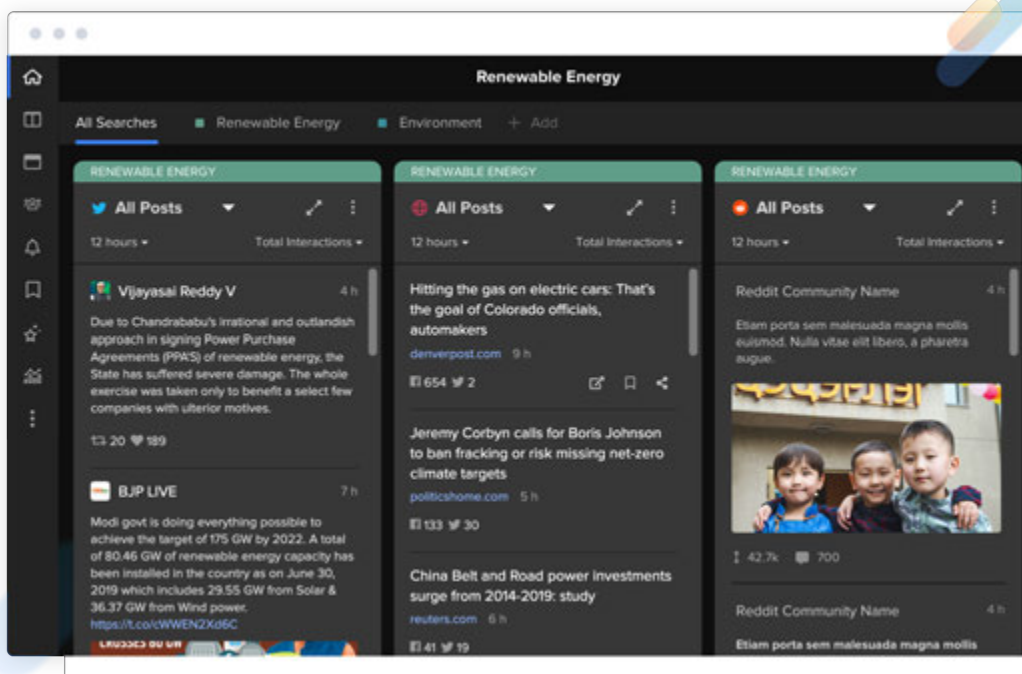 Renewable Energy
All Searches
Renewable Energy
Environment
+ Add
RENEWABLE ENERGY
All Posts
12 hours
Total Interactions
Vijayasai Reddy V
4 h
Due to Chandrababu's irrational and outlandish
approach in signing Power Purchase
Agreements (PPA'S) of renewable energy, the
State has suffered severe damage. The whole
exercise was taken only to benefit a select few
companies with ulterior motives.
20 189
BJP LIVE
7 h
Modi govt is doing everything possible to
achieve the target of 175 GW by 2022. A total
of 80.46 GW of renewable energy capacity has
been installed in the country as on June 30,
2019 which includes 29.55 GW from Solar &
36.37 GW from Wind power.
https://t.co/cWWEN2Xd6C
CROSSES 80 GW
RENEWABLE ENERGY
All Posts
12 hours
Total Interactions
Hitting the gas on electric cars: That's
the goal of Colorado officials,
automakers
denverpost.com 9 h
654 2
Jeremy Corbyn calls for Boris Johnson
to ban fracking or risk missing net-zero
climate targets
politicshome.com 5 h
133 30
China Belt and Road power investments
surge from 2014-2019: study
reuters.com 6 h
41 19
RENEWABLE ENERGY
All Posts
12 hours
Total Interactions
Reddit Community Name
4 h
Etiam porta sem malesuada magna mollis
euismod. Nulla vitae elit libero, a pharetra
augue.
42.7k 700
Reddit Community Name
4 h
Etiam porta sem malesuada magna mollis